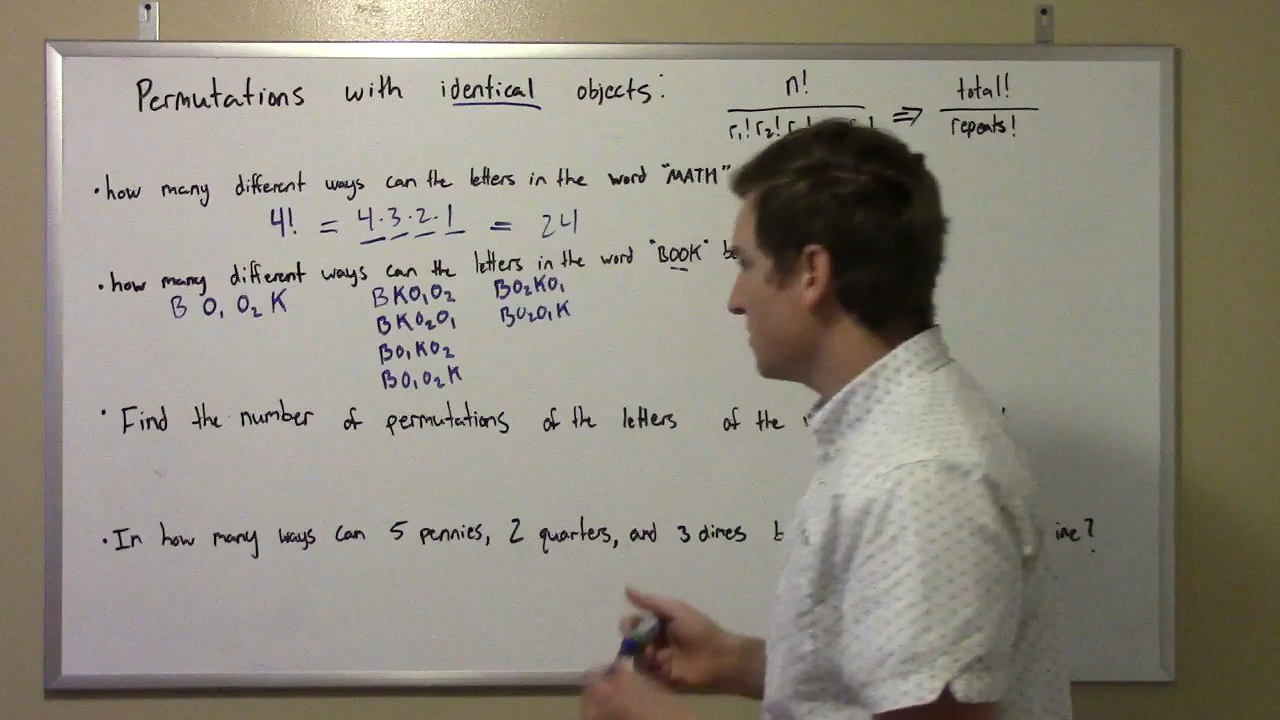 Permutations with identical objects:
n!
r₁! r₂!
⇒
total!
repeats!
• how many different ways can the letters in the word "MATH"
4! = 4·3·2·1 = 24
• how many different ways can the letters in the word "BOOK"
B O₁ O₂ K
BKO₁O₂ BO₂KO₁
BKO₂O₁ BO₂O₁K
BO₁KO₂
BO₁O₂K
• Find the number of permutations of the letters of the
• In how many ways can 5 pennies, 2 quarters, and 3 dimes